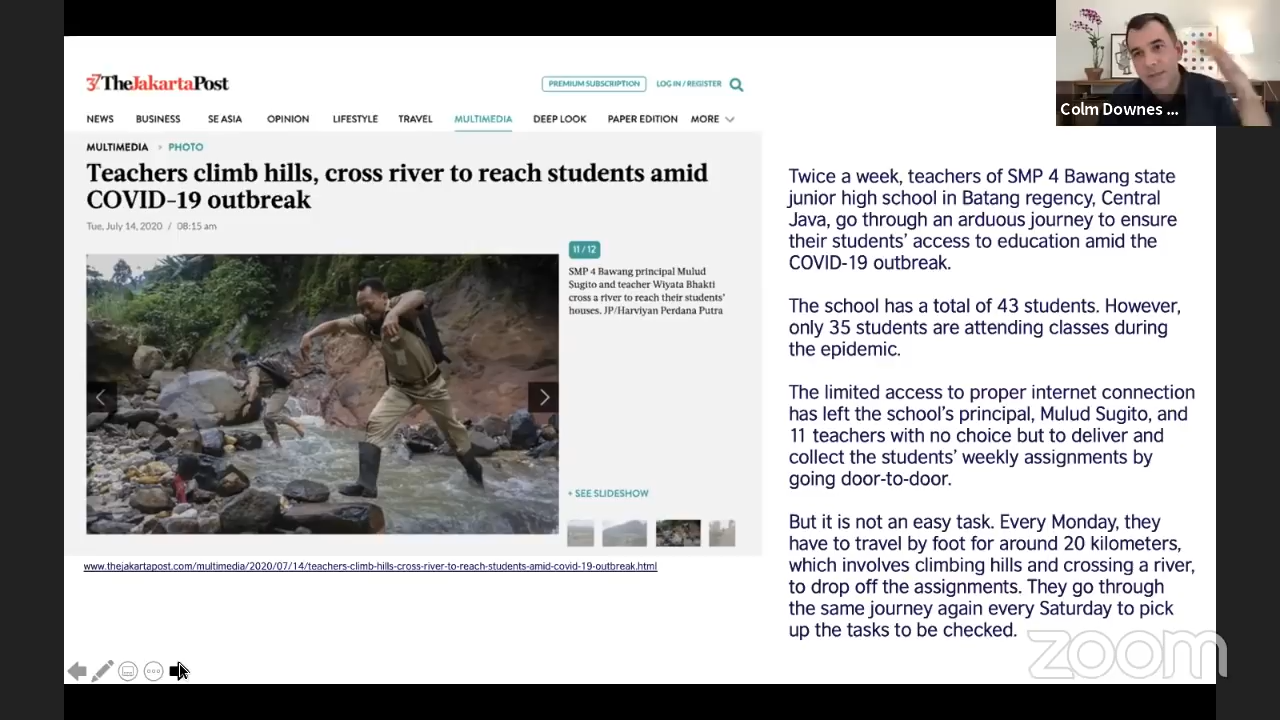 TheJakartaPost
PREMIUM SUBSCRIPTION
LOG IN / REGISTER
NEWS BUSINESS SE ASIA OPINION LIFESTYLE TRAVEL MULTIMEDIA DEEP LOOK PAPER EDITION MORE
MULTIMEDIA > PHOTO
Teachers climb hills, cross river to reach students amid
COVID-19 outbreak
Tue, July 14, 2020 / 08:15 am
11 / 12
SMP 4 Bawang principal Mulud
Sugito and teacher Wiyata Bhakti
cross a river to reach their students'
houses. JP/Harviyan Perdana Putra
+ SEE SLIDESHOW
www.thejakartapost.com/multimedia/2020/07/14/teachers-climb-hills-cross-river-to-reach-students-amid-covid-19-outbreak.html
Colm Downes ...
Twice a week, teachers of SMP 4 Bawang state
junior high school in Batang regency, Central
Java, go through an arduous journey to ensure
their students' access to education amid the
COVID-19 outbreak.
The school has a total of 43 students. However,
only 35 students are attending classes during
the epidemic.
The limited access to proper internet connection
has left the school's principal, Mulud Sugito, and
11 teachers with no choice but to deliver and
collect the students' weekly assignments by
going door-to-door.
But it is not an easy task. Every Monday, they
have to travel by foot for around 20 kilometers,
which involves climbing hills and crossing a river,
to drop off the assignments. They go through
the same journey again every Saturday to pick
up the tasks to be checked.
zoom